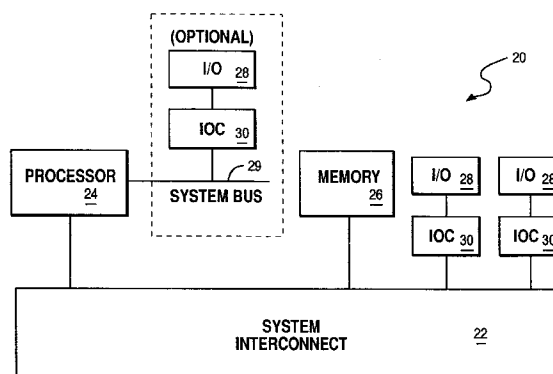 (OPTIONAL)
I/O 28
IOC 30
29
SYSTEM BUS
20
PROCESSOR
24
MEMORY
26
I/O 28
I/O 28
IOC 30
IOC 30
SYSTEM
INTERCONNECT
22